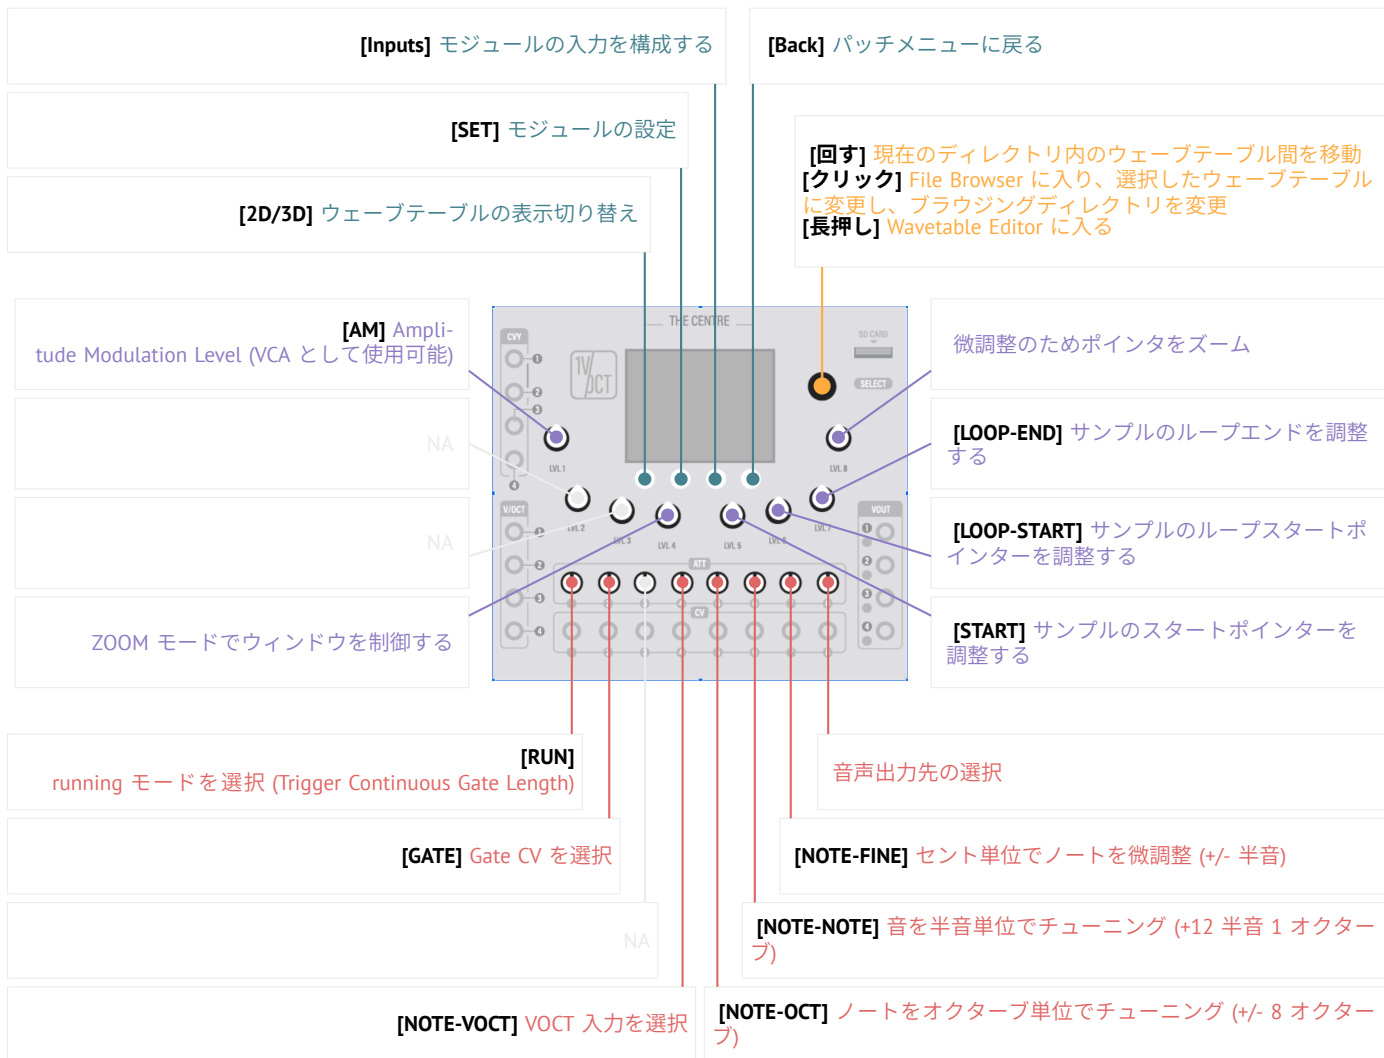 [Inputs] モジュールの入力を構成する
[Back] パッチメニューに戻る
[SET] モジュールの設定
[2D/3D] ウェーブテーブルの表示切り替え
[回す] 現在のディレクトリ内のウェーブテーブル間を移動
[クリック] File Browser に入り、選択したウェーブテーブル
に変更し、ブラウジングディレクトリを変更
[長押し] Wavetable Editor に入る
[AM] Ampli-
tude Modulation Level (VCA として使用可能)
NA
NA
ZOOM モードでウィンドウを制御する
THE CENTRE
CVY
1
2
3
4
1V/OCT
SD CARD
SELECT
LVL 1
LVL 2
LVL 3
LVL 4
LVL 5
LVL 6
LVL 7
LVL 8
V/OCT
1
2
3
4
VOUT
1
2
3
4
ATT
CV
微調整のためポインタをズーム
[LOOP-END] サンプルのループエンドを調整
する
[LOOP-START] サンプルのループスタートポ
インターを調整する
[START] サンプルのスタートポインターを
調整する
[RUN]
running モードを選択 (Trigger Continuous Gate Length)
音声出力先の選択
[GATE] Gate CV を選択
[NOTE-FINE] セント単位でノートを微調整 (+/- 半音)
NA
[NOTE-NOTE] 音を半音単位でチューニング (+12 半音 1 オクター
ブ)
[NOTE-VOCT] VOCT 入力を選択
[NOTE-OCT] ノートをオクターブ単位でチューニング (+/- 8 オクター
ブ)